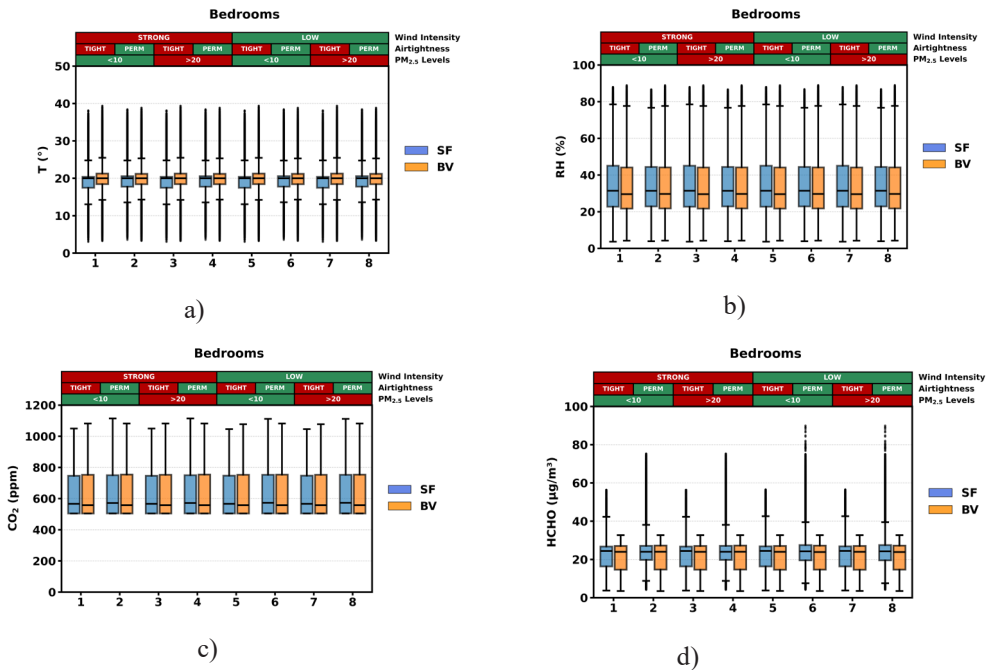 Bedrooms
STRONG LOW Wind Intensity
TIGHT PERM TIGHT PERM TIGHT PERM TIGHT PERM Airtightness
<10 >20 <10 >20 PM2.5 Levels
50
40
30
20
10
0
T (°)
1 2 3 4 5 6 7 8
SF
BV
a)
Bedrooms
STRONG LOW Wind Intensity
TIGHT PERM TIGHT PERM TIGHT PERM TIGHT PERM Airtightness
<10 >20 <10 >20 PM2.5 Levels
100
80
60
40
20
0
RH (%)
1 2 3 4 5 6 7 8
SF
BV
b)
Bedrooms
STRONG LOW Wind Intensity
TIGHT PERM TIGHT PERM TIGHT PERM TIGHT PERM Airtightness
<10 >20 <10 >20 PM2.5 Levels
1200
1000
800
600
400
200
0
CO2 (ppm)
1 2 3 4 5 6 7 8
SF
BV
c)
Bedrooms
STRONG LOW Wind Intensity
TIGHT PERM TIGHT PERM TIGHT PERM TIGHT PERM Airtightness
<10 >20 <10 >20 PM2.5 Levels
100
80
60
40
20
0
HCHO (µg/m³)
1 2 3 4 5 6 7 8
SF
BV
d)